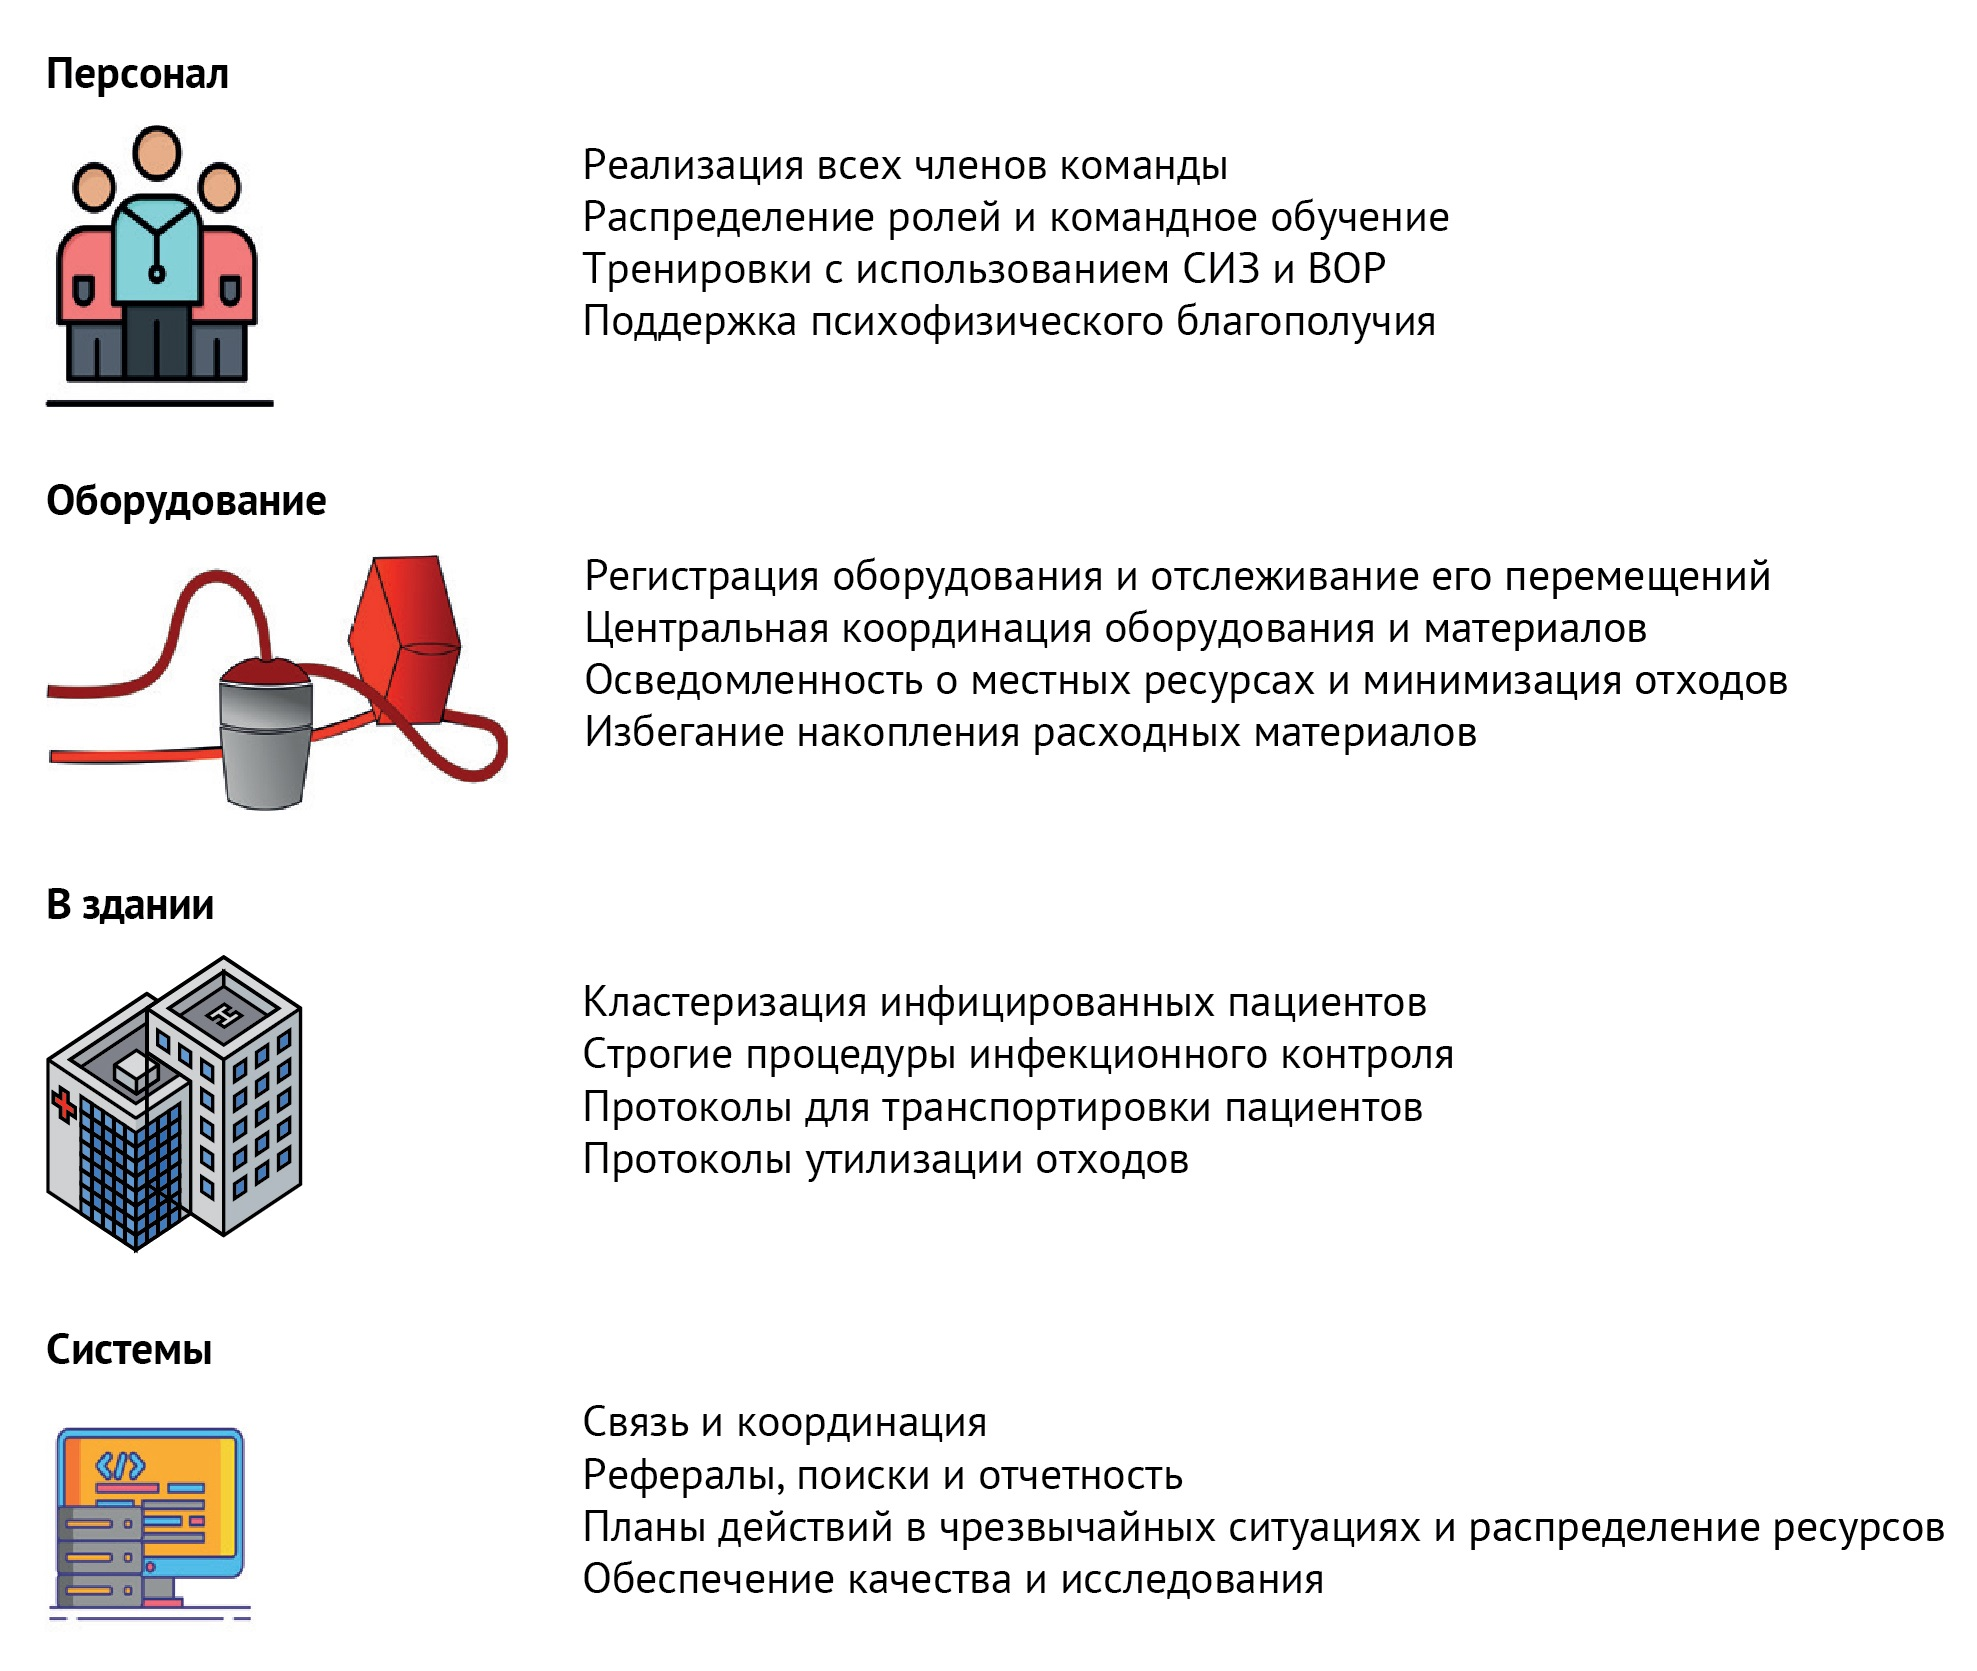 Персонал
Реализация всех членов команды
Распределение ролей и командное обучение
Тренировки с использованием СИЗ и ВОР
Поддержка психофизического благополучия
Оборудование
Регистрация оборудования и отслеживание его перемещений
Центральная координация оборудования и материалов
Осведомленность о местных ресурсах и минимизация отходов
Избегание накопления расходных материалов
В здании
H
Кластеризация инфицированных пациентов
Строгие процедуры инфекционного контроля
Протоколы для транспортировки пациентов
Протоколы утилизации отходов
Системы
</>
Связь и координация
Рефералы, поиски и отчетность
Планы действий в чрезвычайных ситуациях и распределение ресурсов
Обеспечение качества и исследования